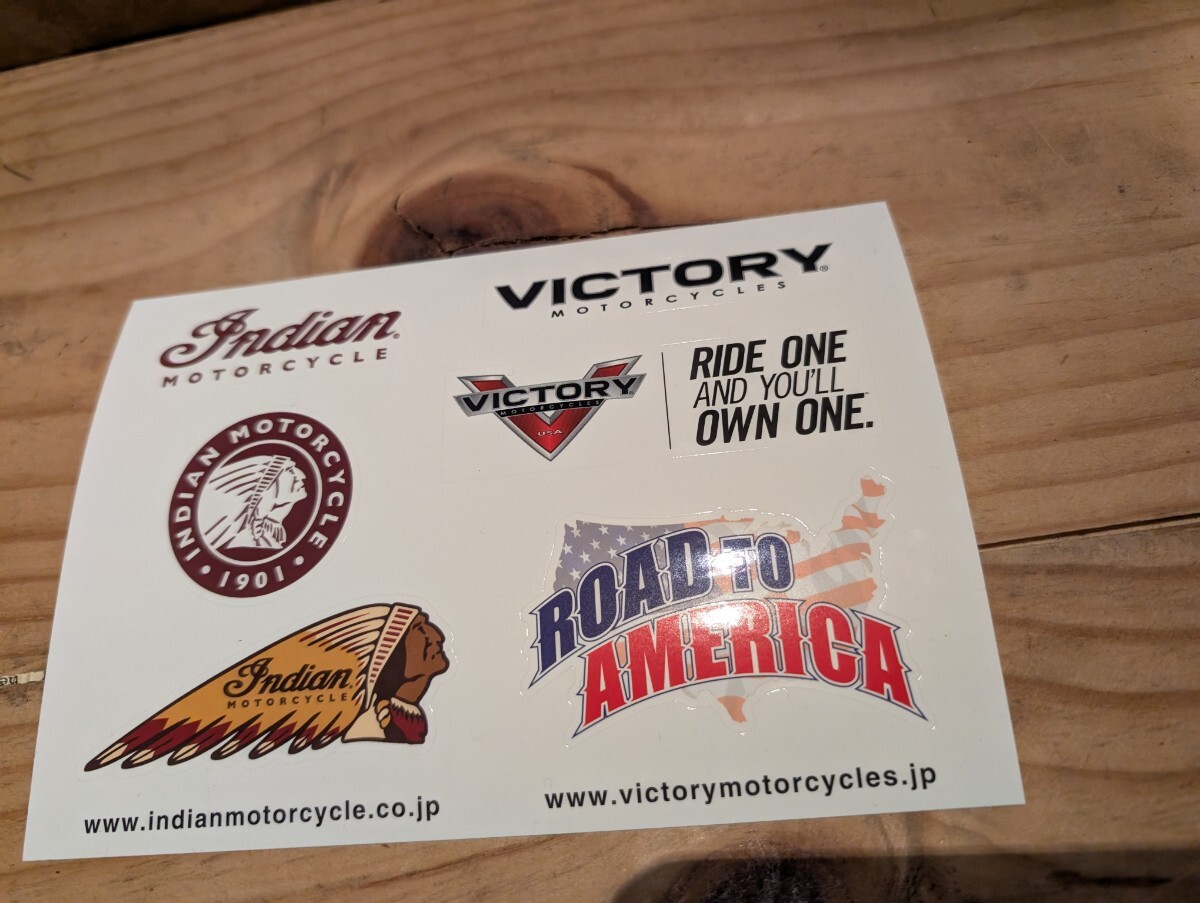 Indian®
MOTORCYCLE
INDIAN MOTORCYCLE
• 1901 •
Indian
MOTORCYCLE
www.indianmotorcycle.co.jp
VICTORY®
MOTORCYCLES
VICTORY
MOTORCYCLES
USA
RIDE ONE
AND YOU'LL
OWN ONE.
ROAD TO
AMERICA
www.victorymotorcycles.jp